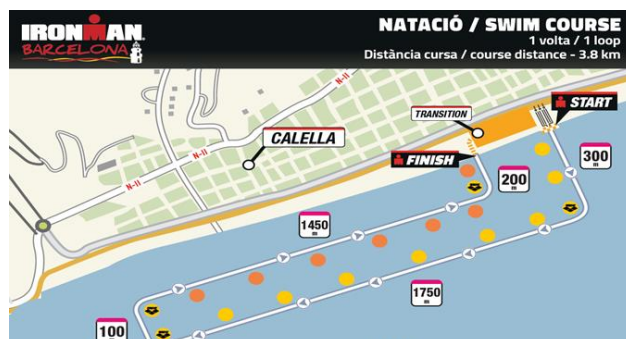 IRONMAN
BARCELONA
NATACIÓ / SWIM COURSE
1 volta / 1 loop
Distància cursa / course distance - 3.8 km
N-II
TRANSITION
START
CALELLA
FINISH
300
m
200
m
N-II
N-II
1450
m
1750
m
100